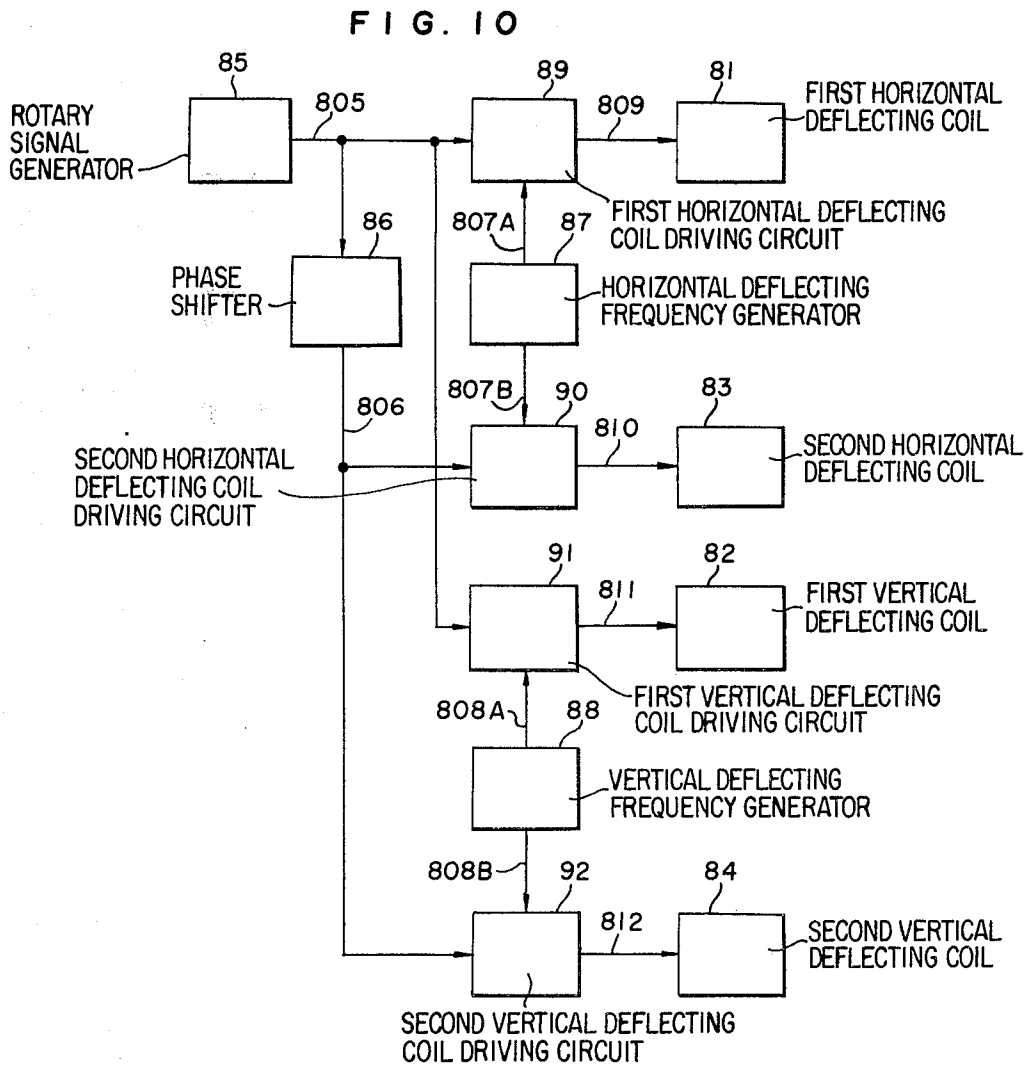 FIG. 10
85
89
81
805
809
ROTARY
SIGNAL
GENERATOR
FIRST HORIZONTAL
DEFLECTING COIL
FIRST HORIZONTAL DEFLECTING
COIL DRIVING CIRCUIT
807A
86
87
PHASE
SHIFTER
HORIZONTAL DEFLECTING
FREQUENCY GENERATOR
807B
90
83
806
810
SECOND HORIZONTAL
DEFLECTING COIL
DRIVING CIRCUIT
SECOND HORIZONTAL
DEFLECTING COIL
91
82
811
FIRST VERTICAL
DEFLECTING COIL
FIRST VERTICAL DEFLECTING
COIL DRIVING CIRCUIT
808A
88
VERTICAL DEFLECTING
FREQUENCY GENERATOR
808B
92
84
812
SECOND VERTICAL
DEFLECTING COIL
SECOND VERTICAL DEFLECTING
COIL DRIVING CIRCUIT